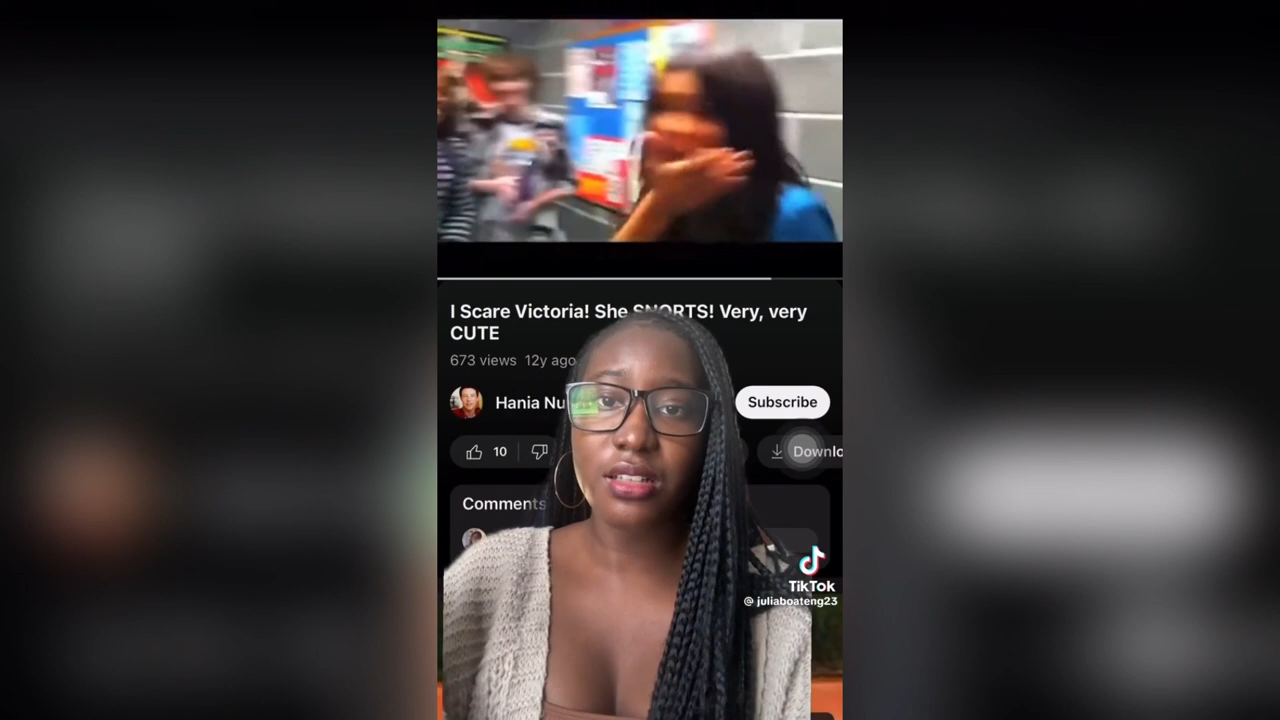 I Scare Victoria! She SNORTS! Very, very
CUTE
673 views 12y ago
Hania Nu
Subscribe
10
Downlo
Comments
TikTok
@ juliaboateng23